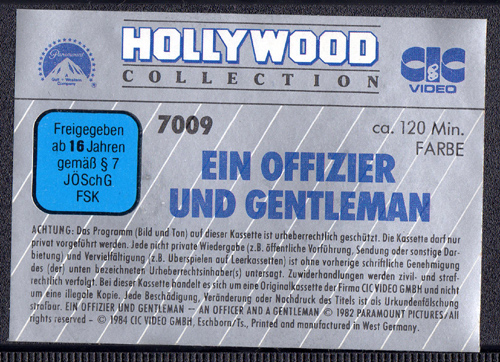 Paramount
A Gulf + Western Company
HOLLYWOOD
COLLECTION
CIC
&
VIDEO
Freigegeben
ab 16 Jahren
gemäß § 7
JÖSchG
FSK
7009
ca. 120 Min.
FARBE
EIN OFFIZIER
UND GENTLEMAN
ACHTUNG: Das Programm (Bild und Ton) auf dieser Kassette ist urheberrechtlich geschützt. Die Kassette darf nur
privat vorgeführt werden. Jede nicht private Wiedergabe (z.B. öffentliche Vorführung, Sendung oder sonstige Dar-
bietung) und Vervielfältigung (z.B. Überspielen auf Leerkassetten) ist ohne vorherige schriftliche Genehmigung
des (der) unten bezeichneten Urheberrechtsinhaber(s) untersagt. Zuwiderhandlungen werden zivil- und straf-
rechtlich verfolgt. Bei dieser Kassette handelt es sich um eine Originalkassette der Firma CIC VIDEO GMBH und nicht
um eine illegale Kopie. Jede Beschädigung, Veränderung oder Nachdruck des Titels ist als Urkundenfälschung
strafbar. EIN OFFIZIER UND GENTLEMAN — AN OFFICER AND A GENTLEMAN © 1982 PARAMOUNT PICTURES All
rights reserved — © 1984 CIC VIDEO GMBH, Eschborn/Ts., Printed and manufactured in West Germany.